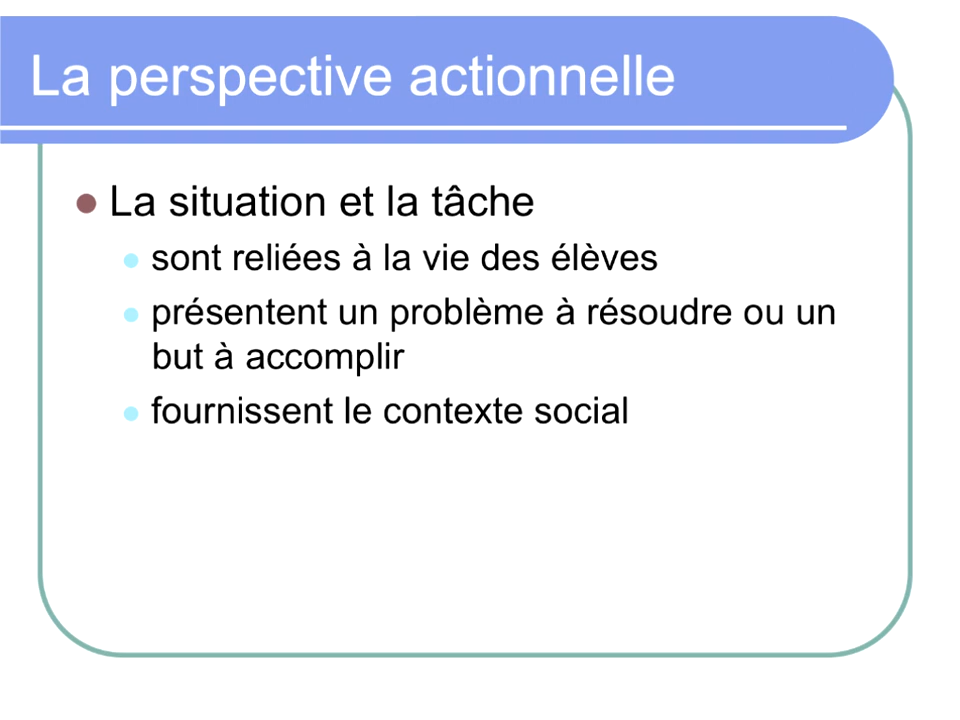 La perspective actionnelle
La situation et la tâche
sont reliées à la vie des élèves
présentent un problème à résoudre ou un
but à accomplir
fournissent le contexte social